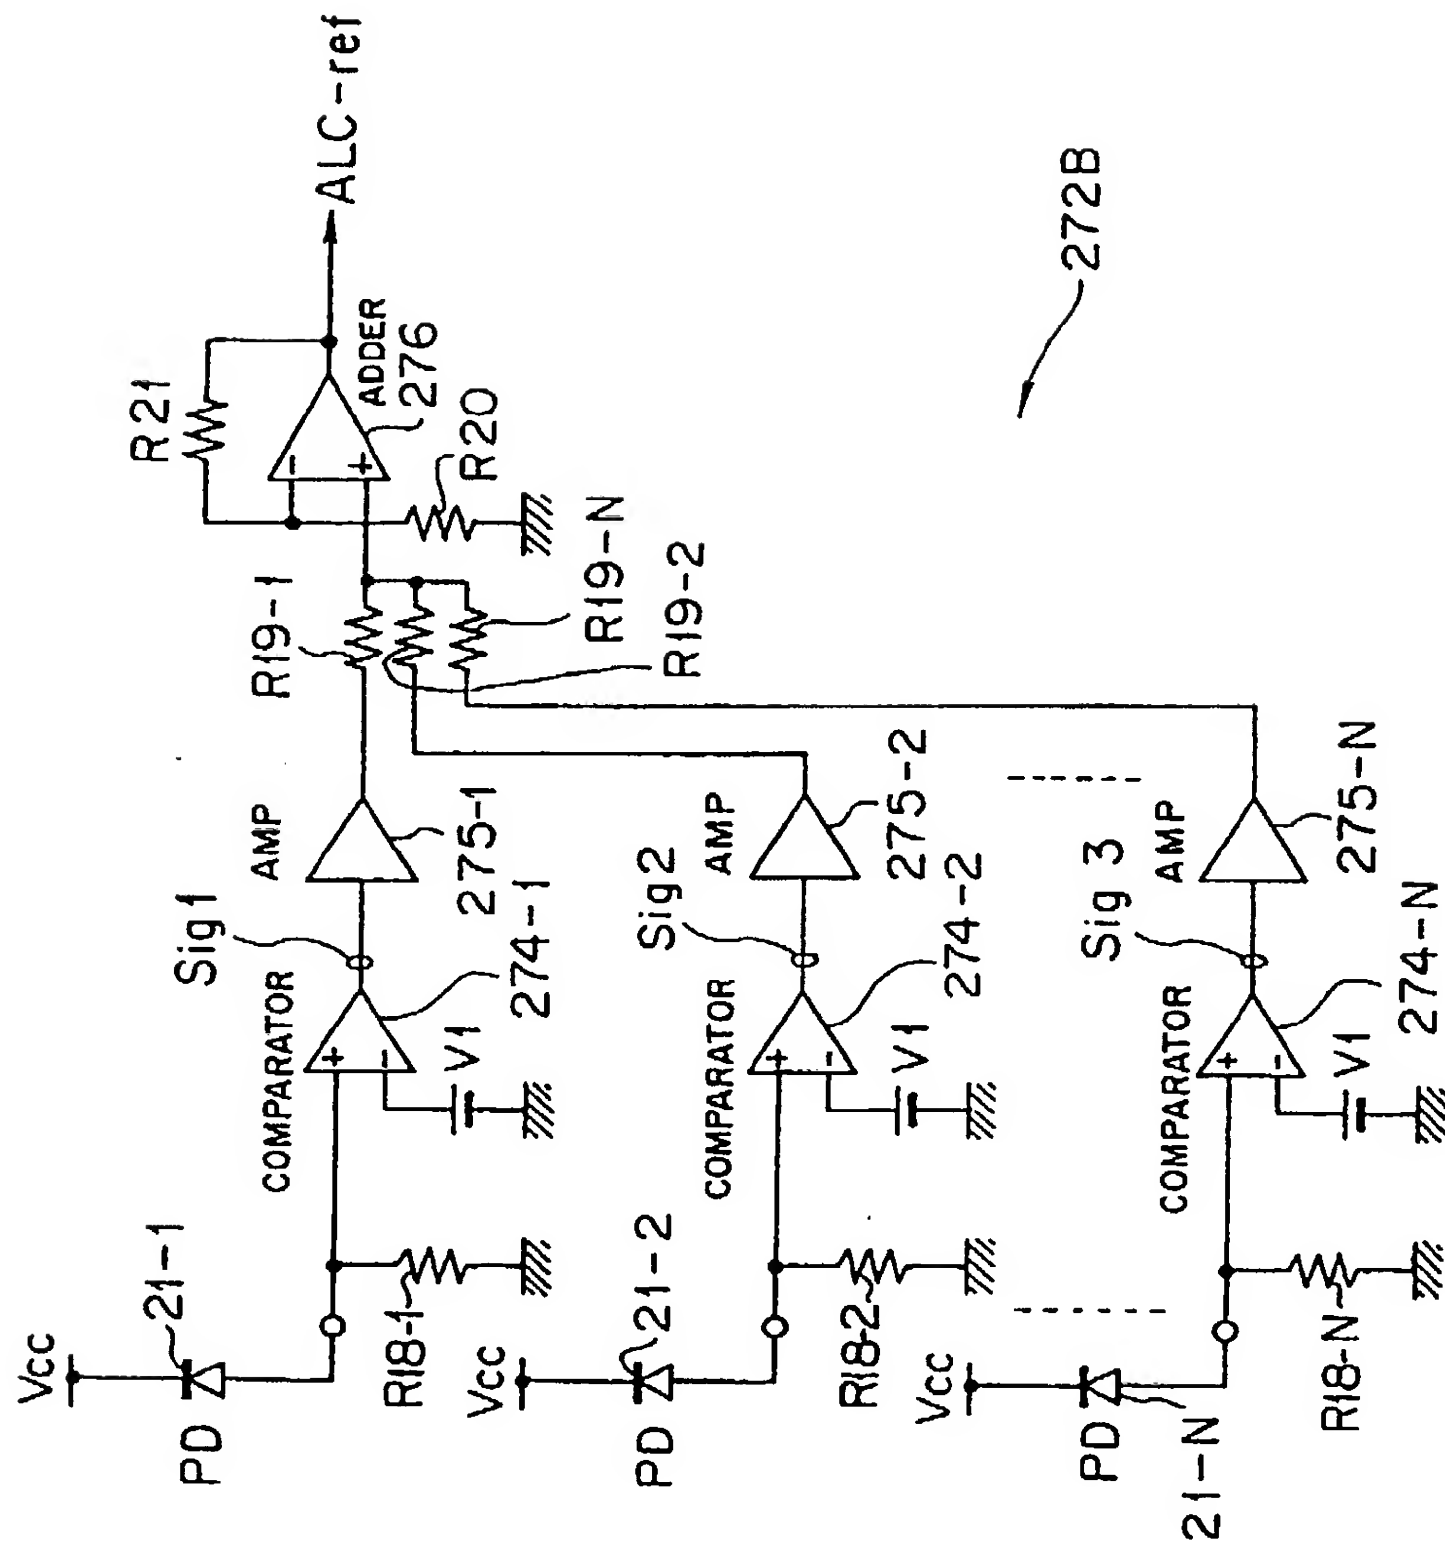 Vcc
21-1
PD
R18-1
COMPARATOR
V1
274-1
Sig1
AMP
275-1
R19-1
R19-N
R19-2
R21
R20
ADDER
276
ALC-ref
Vcc
21-2
PD
R18-2
COMPARATOR
V1
274-2
Sig2
AMP
275-2
Vcc
PD
21-N
R18-N
COMPARATOR
V1
274-N
Sig 3
AMP
275-N
272B
+
-
+
-
+
-
-
+